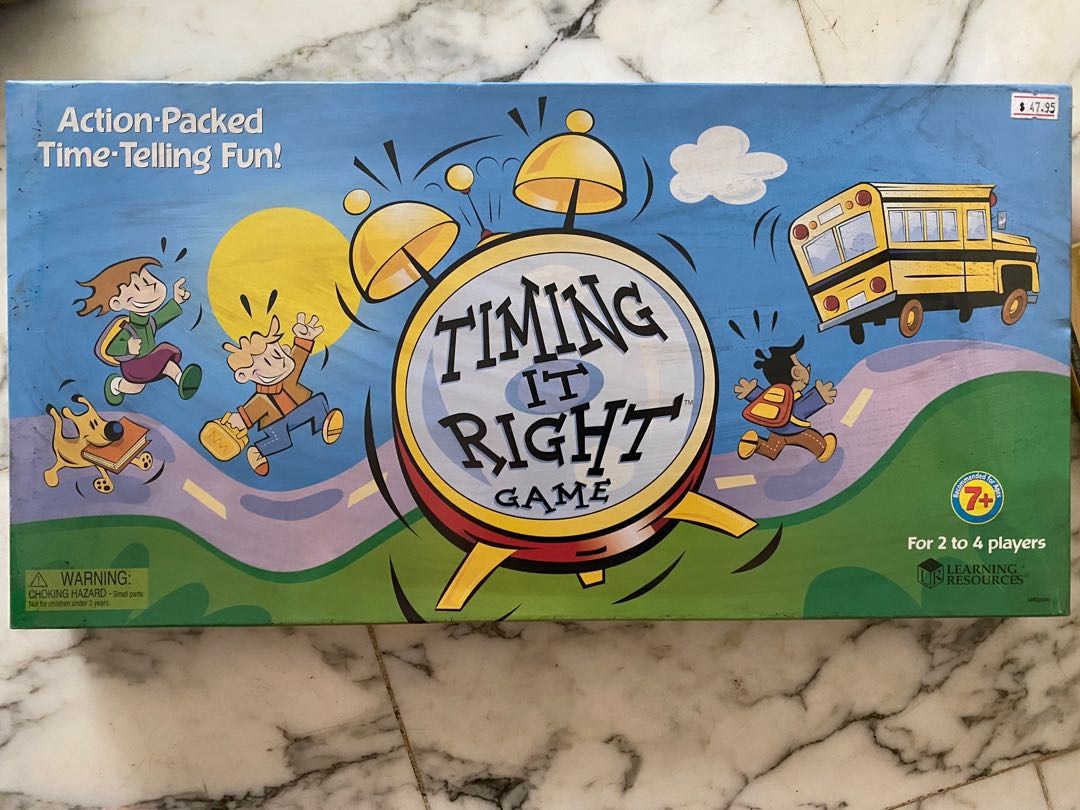 Action-Packed
Time-Telling Fun!
$ 47.95
TIMING
IT
RIGHT™
GAME
Recommended for Ages
7+
For 2 to 4 players
LEARNING
RESOURCES®
WARNING:
CHOKING HAZARD - Small parts
Not for children under 3 years.